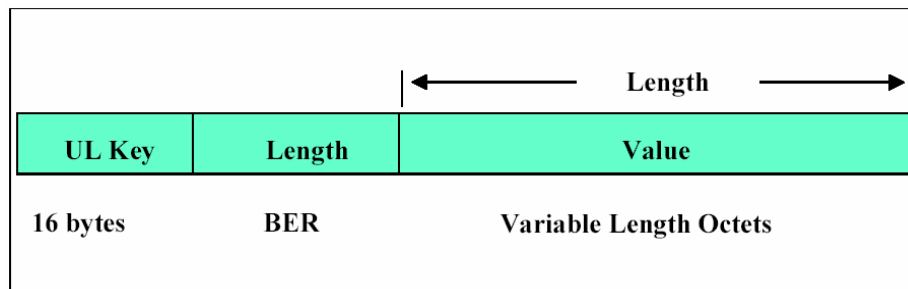 Length
UL Key Length Value
16 bytes BER Variable Length Octets